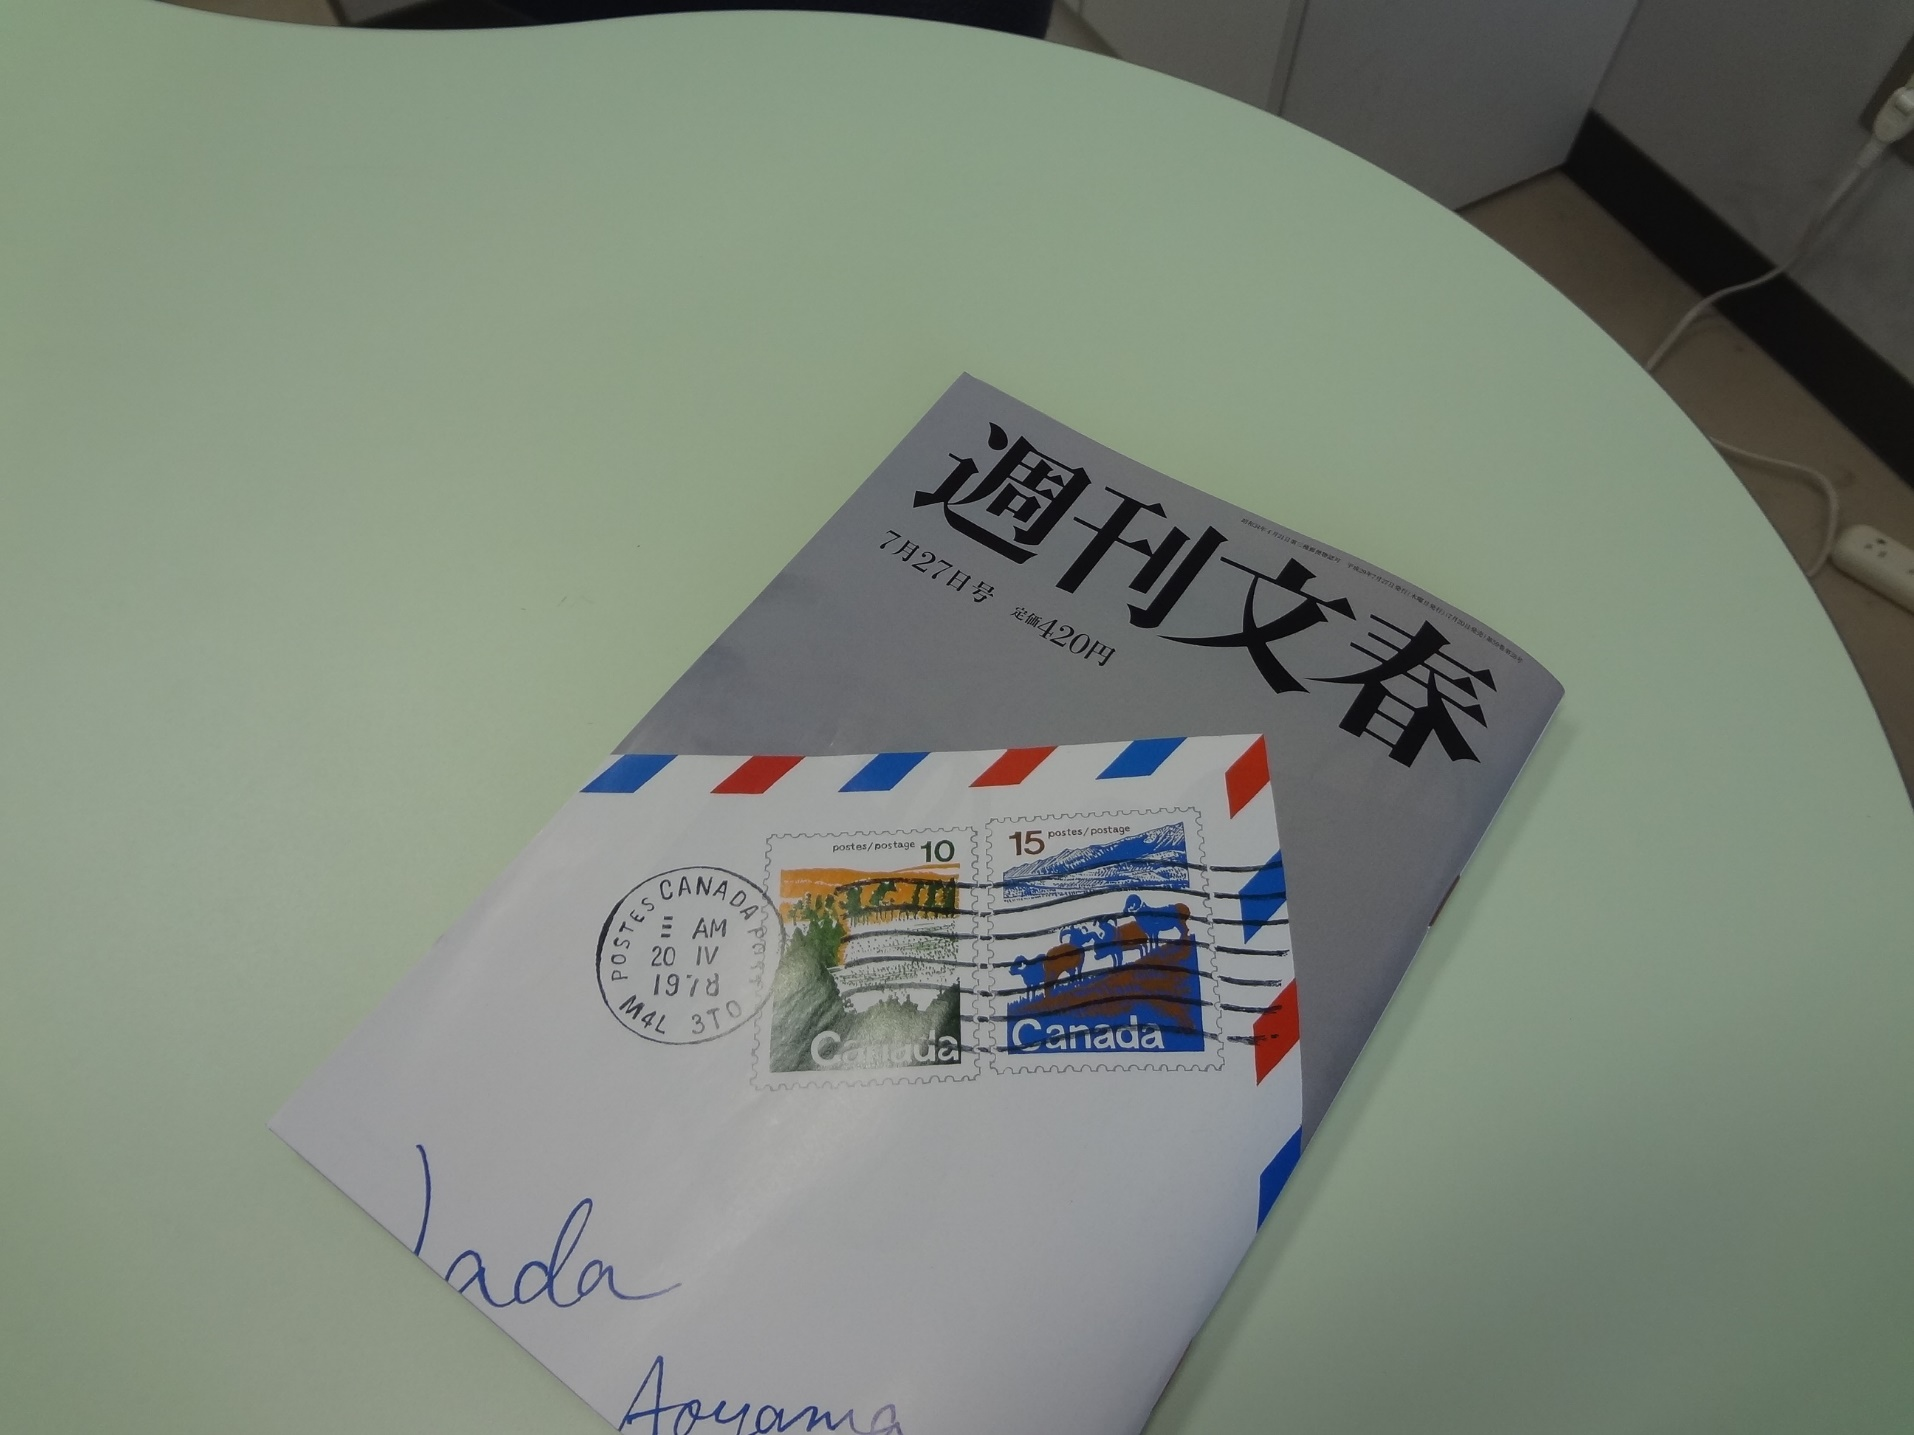 週刊文春
7月27日号 定価420円
postes/postage 10
15 postes/postage
POSTES CANADA POST
AM
20 IV
1978
M4L 3T0
Canada
Canada
ada
Aoyama